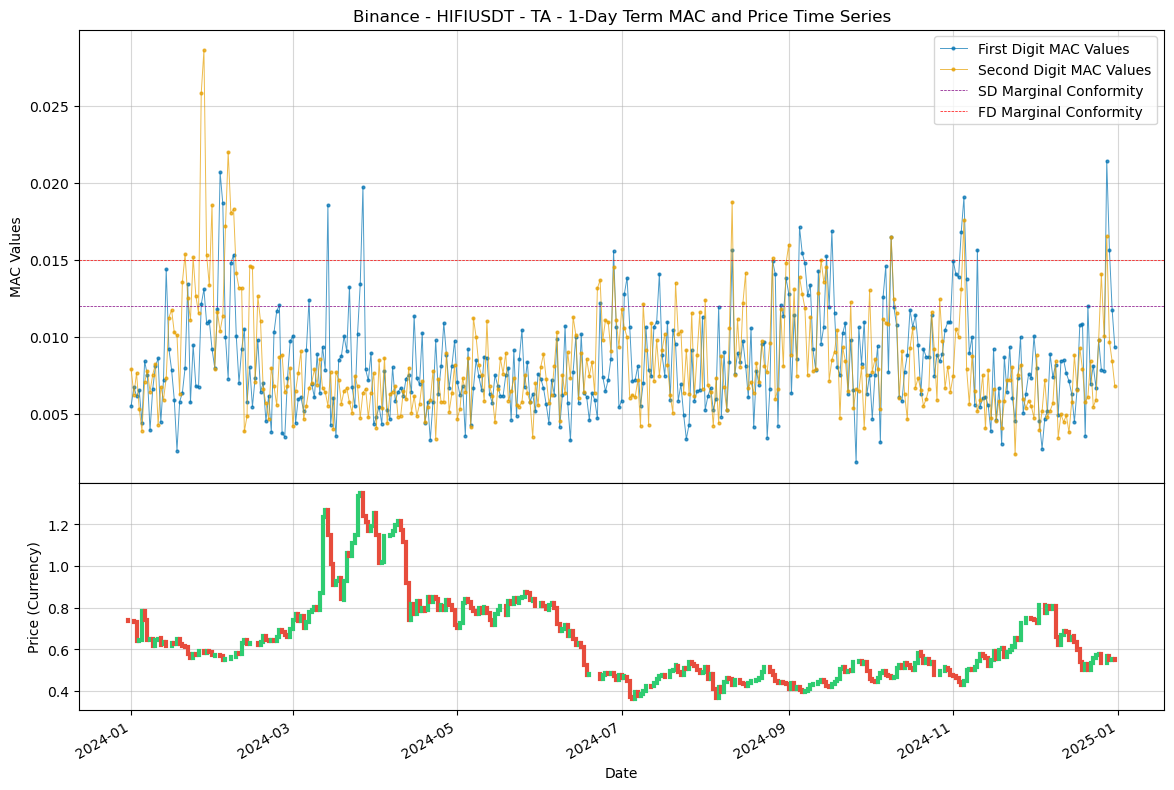 Binance - HIFIUSDT - TA - 1-Day Term MAC and Price Time Series
First Digit MAC Values
Second Digit MAC Values
SD Marginal Conformity
FD Marginal Conformity
MAC Values
0.025
0.020
0.015
0.010
0.005
Price (Currency)
1.2
1.0
0.8
0.6
0.4
2024-01
2024-03
2024-05
2024-07
2024-09
2024-11
2025-01
Date